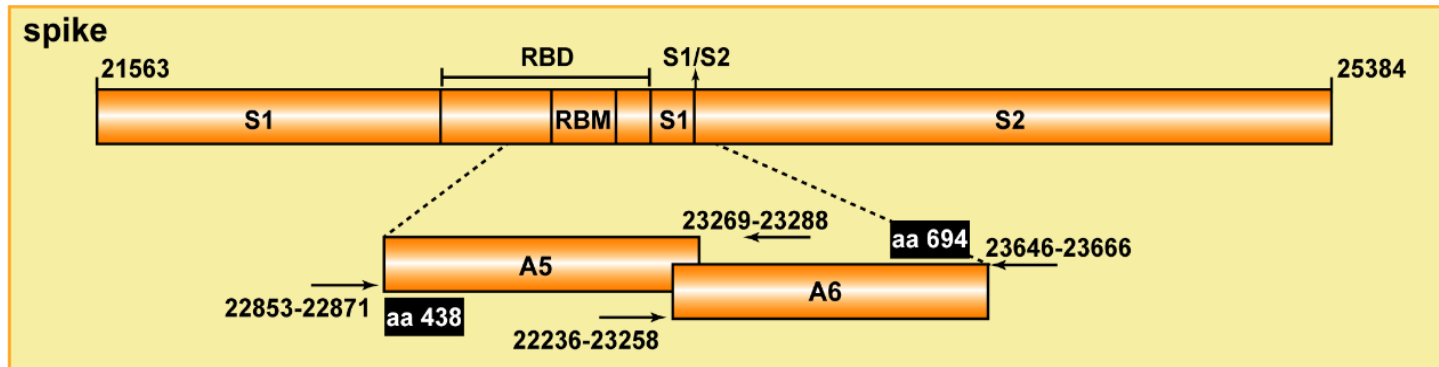 spike
21563
RBD
S1/S2
25384
S1
RBM
S1
S2
23269-23288
aa 694
23646-23666
A5
A6
22853-22871
aa 438
22236-23258